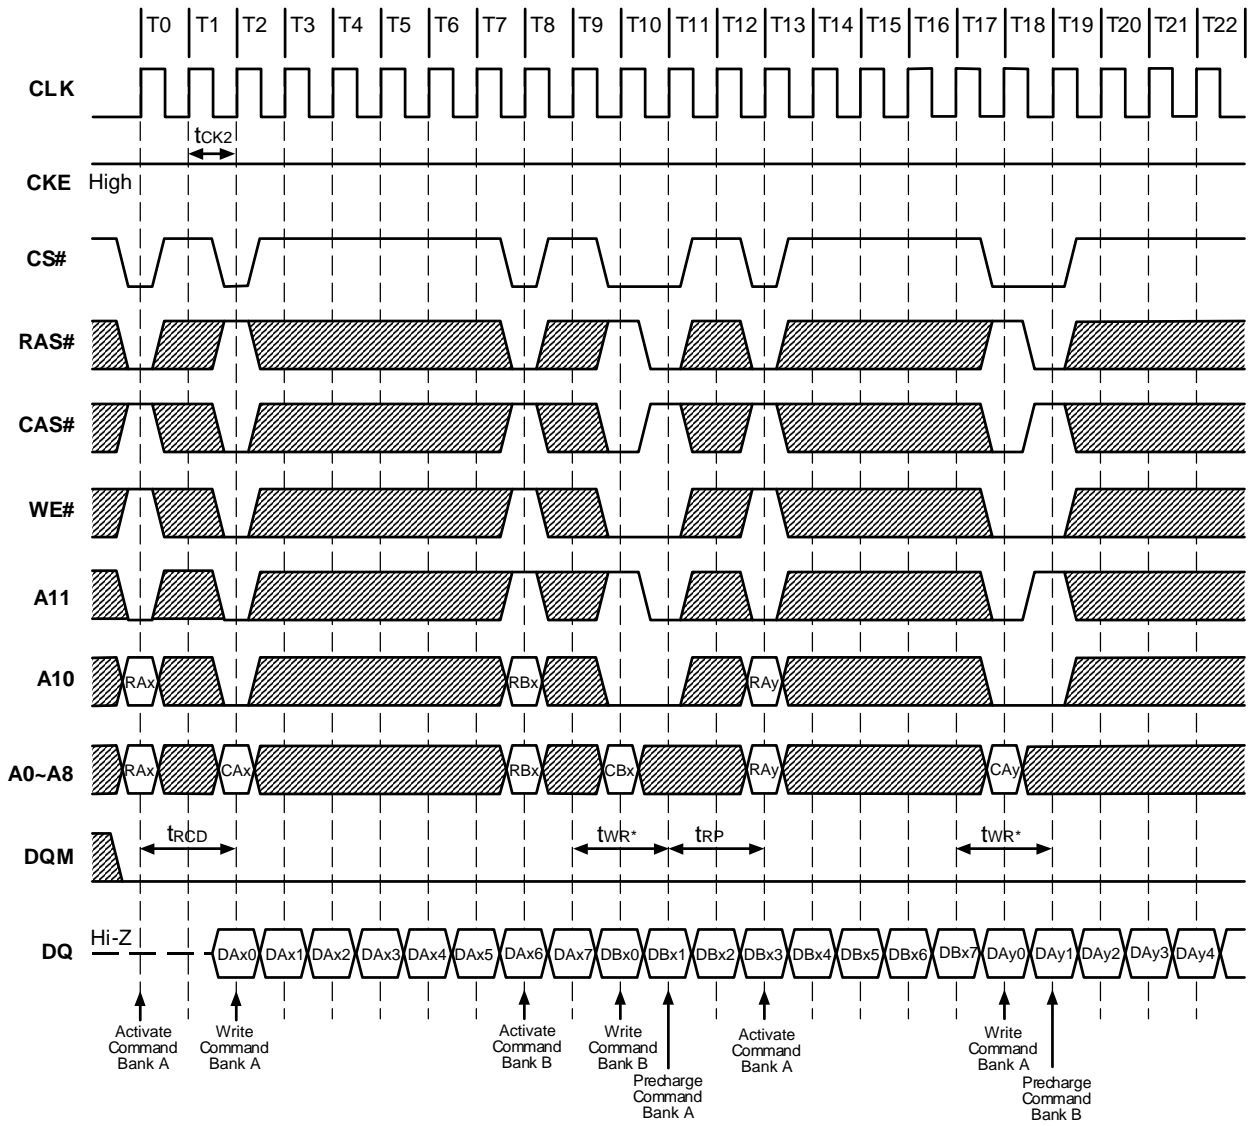 T0 T1 T2 T3 T4 T5 T6 T7 T8 T9 T10 T11 T12 T13 T14 T15 T16 T17 T18 T19 T20 T21 T22
CLK
tCK2
CKE High
CS#
RAS#
CAS#
WE#
A11
A10 RAx RBx RAy
A0~A8 RAx CAx RBx CBx RAy CAy
tRCD tWR* tRP tWR*
DQM
Hi-Z
DQ DAx0 DAx1 DAx2 DAx3 DAx4 DAx5 DAx6 DAx7 DBx0 DBx1 DBx2 DBx3 DBx4 DBx5 DBx6 DBx7 DAy0 DAy1 DAy2 DAy3 DAy4
Activate
Command
Bank A
Write
Command
Bank A
Activate
Command
Bank B
Write
Command
Bank B
Precharge
Command
Bank A
Activate
Command
Bank A
Write
Command
Bank A
Precharge
Command
Bank B